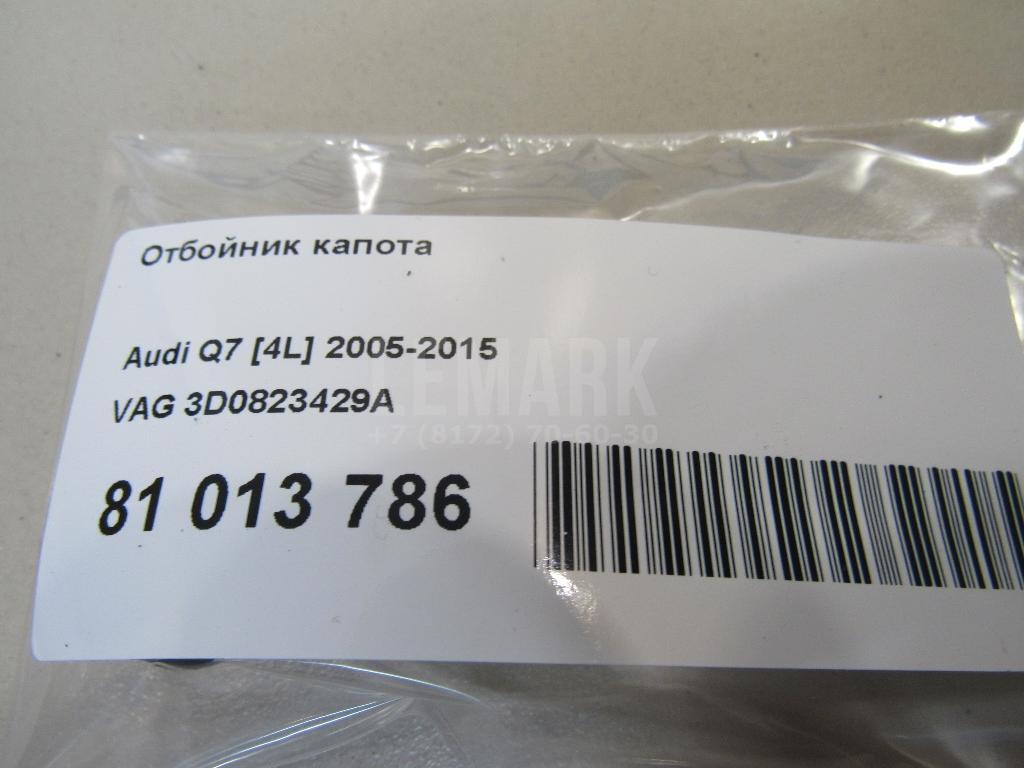 Отбойник капота
Audi Q7 [4L] 2005-2015
VAG 3D0823429A
LEMARK
+7 (8172) 70-60-30
81 013 786